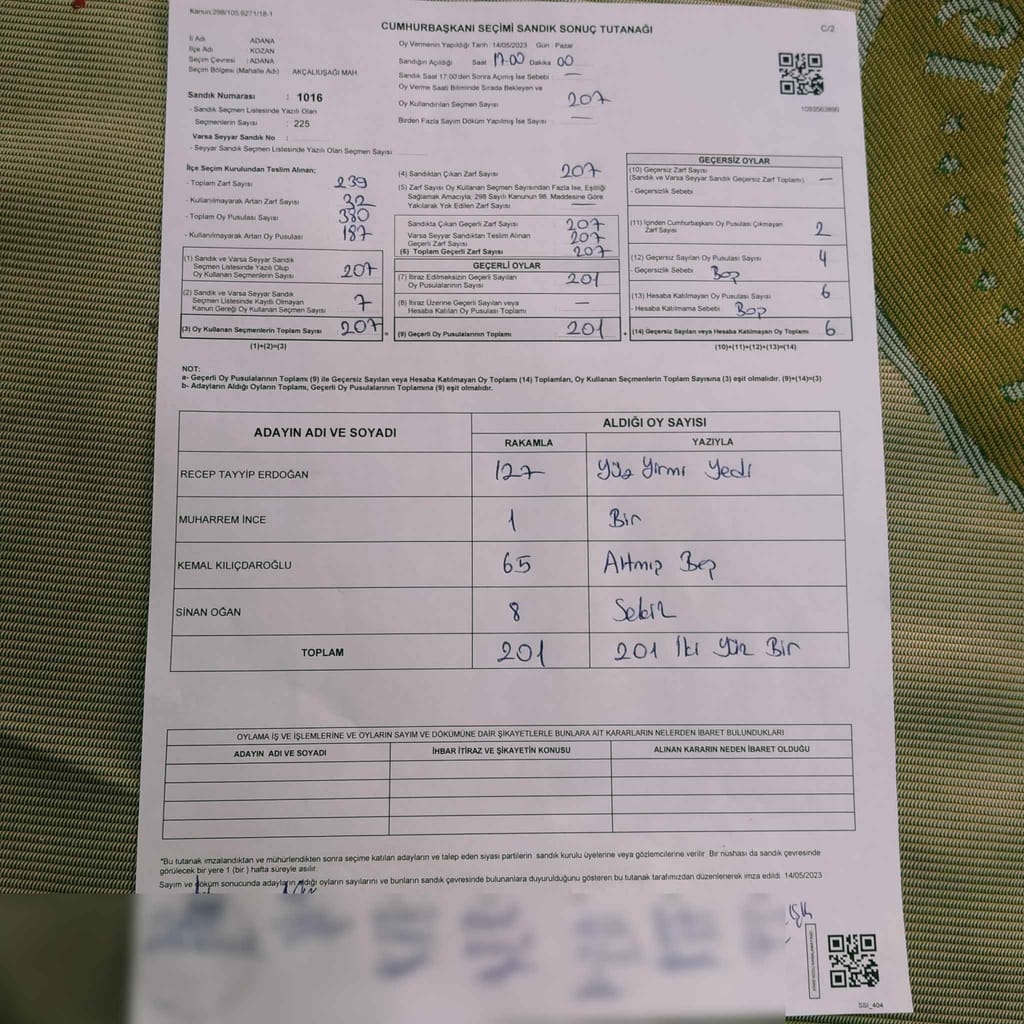 Kanun:298/105,6271/18-1
CUMHURBAŞKANI SEÇİMİ SANDIK SONUÇ TUTANAĞI
C/2
İl Adı : ADANA
İlçe Adı : KOZAN
Seçim Çevresi : ADANA
Seçim Bölgesi (Mahalle Adı) : AKÇALIUŞAĞI MAH.
Sandık Numarası : 1016
- Sandık Seçmen Listesinde Yazılı Olan
Seçmenlerin Sayısı : 225
Varsa Seyyar Sandık No :
- Seyyar Sandık Seçmen Listesinde Yazılı Olan Seçmen Sayısı
Oy Vermenin Yapıldığı Tarih : 14/05/2023 Gün : Pazar
Sandığın Açıldığı Saat 17:00 Dakika 00
Sandık Saat 17:00'den Sonra Açılmış İse Sebebi —
Oy Verme Saati Bitiminde Sırada Bekleyen ve
Oy Kullandırılan Seçmen Sayısı 207
Birden Fazla Sayım Döküm Yapılmış İse Sayısı —
1093563890
İlçe Seçim Kurulundan Teslim Alınan;
- Toplam Zarf Sayısı 239
- Kullanılmayarak Artan Zarf Sayısı 32
- Toplam Oy Pusulası Sayısı 380
- Kullanılmayarak Artan Oy Pusulası 187
(1) Sandık ve Varsa Seyyar Sandık
Seçmen Listesinde Yazılı Olup
Oy Kullanan Seçmenlerin Sayısı 207
(2) Sandık ve Varsa Seyyar Sandık
Seçmen Listesinde Kayıtlı Olmayan
Kanun Gereği Oy Kullanan Seçmen Sayısı 7
(3) Oy Kullanan Seçmenlerin Toplam Sayısı 207
(1)+(2)=(3)
(4) Sandıktan Çıkan Zarf Sayısı 207
(5) Zarf Sayısı Oy Kullanan Seçmen Sayısından Fazla İse, Eşitliği
Sağlamak Amacıyla, 298 Sayılı Kanunun 98. Maddesine Göre
Yakılarak Yok Edilen Zarf Sayısı —
Sandıkta Çıkan Geçerli Zarf Sayısı 207
Varsa Seyyar Sandıktan Teslim Alınan
Geçerli Zarf Sayısı 207
(6) Toplam Geçerli Zarf Sayısı 207
GEÇERLİ OYLAR
(7) İtiraz Edilmeksizin Geçerli Sayılan
Oy Pusulalarının Sayısı 201
(8) İtiraz Üzerine Geçerli Sayılan veya
Hesaba Katılan Oy Pusulası Toplamı —
= (9) Geçerli Oy Pusulalarının Toplamı 201
GEÇERSİZ OYLAR
(10) Geçersiz Zarf Sayısı
(Sandık ve Varsa Seyyar Sandık Geçersiz Zarf Toplamı) —
- Geçersizlik Sebebi
(11) İçinden Cumhurbaşkanı Oy Pusulası Çıkmayan
Zarf Sayısı 2
(12) Geçersiz Sayılan Oy Pusulası Sayısı 4
- Geçersizlik Sebebi Boş
(13) Hesaba Katılmayan Oy Pusulası Sayısı 6
- Hesaba Katılmama Sebebi Boş
+ (14) Geçersiz Sayılan veya Hesaba Katılmayan Oy Toplamı 6
(10)+(11)+(12)+(13)=(14)
NOT:
a- Geçerli Oy Pusulalarının Toplamı (9) ile Geçersiz Sayılan veya Hesaba Katılmayan Oy Toplamı (14) Toplamları, Oy Kullanan Seçmenlerin Toplam Sayısına (3) eşit olmalıdır. (9)+(14)=(3)
b- Adayların Aldığı Oyların Toplamı, Geçerli Oy Pusulalarının Toplamına (9) eşit olmalıdır.
ADAYIN ADI VE SOYADI
ALDIĞI OY SAYISI
RAKAMLA YAZIYLA
RECEP TAYYİP ERDOĞAN 127 Yüz Yirmi Yedi
MUHARREM İNCE 1 Bir
KEMAL KILIÇDAROĞLU 65 Altmış Beş
SİNAN OĞAN 8 Sekiz
TOPLAM 201 201 İki Yüz Bir
OYLAMA İŞ VE İŞLEMLERİNE VE OYLARIN SAYIM VE DÖKÜMÜNE DAİR ŞİKAYETLERLE BUNLARA AİT KARARLARIN NELERDEN İBARET BULUNDUKLARI
ADAYIN ADI VE SOYADI İHBAR İTİRAZ VE ŞİKAYETİN KONUSU ALINAN KARARIN NEDEN İBARET OLDUĞU
*Bu tutanak imzalandıktan ve mühürlendikten sonra seçime katılan adayların ve talep eden siyasi partilerin sandık kurulu üyelerine veya gözlemcilerine verilir. Bir nüshası da sandık çevresinde
görülecek bir yere 1 (bir ) hafta süreyle asılır.
Sayım ve döküm sonucunda adayların aldığı oyların sayılarını ve bunların sandık çevresinde bulunanlara duyurulduğunu gösteren bu tutanak tarafımızdan düzenlenerek imza edildi. 14/05/2023
SSI_404